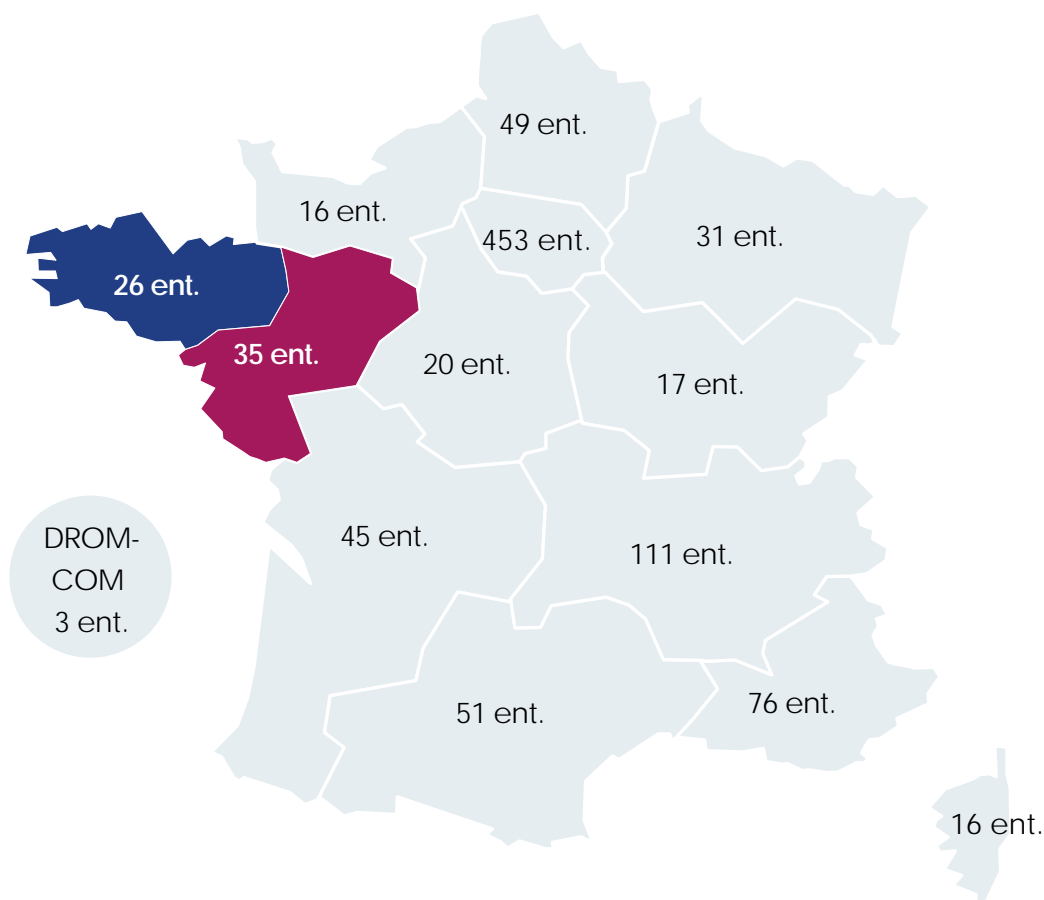 49 ent.
16 ent.
453 ent.
31 ent.
26 ent.
35 ent.
20 ent.
17 ent.
45 ent.
111 ent.
DROM-
COM
3 ent.
51 ent.
76 ent.
16 ent.